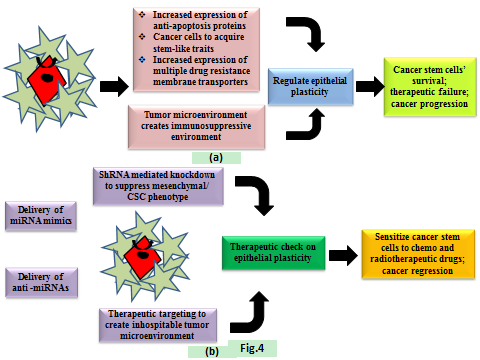 ❖ Increased expression of
anti-apoptosis proteins
❖ Cancer cells to acquire
stem-like traits
❖ Increased expression of
multiple drug resistance
membrane transporters
Tumor microenvironment
creates immunosuppressive
environment
Regulate epithelial
plasticity
Cancer stem cells'
survival;
therapeutic failure;
cancer progression
(a)
ShRNA mediated knockdown
to suppress mesenchymal/
CSC phenotype
Delivery of
miRNA mimics
Delivery of
anti -miRNAs
Therapeutic targeting to
create inhospitable tumor
microenvironment
Therapeutic check on
epithelial plasticity
Sensitize cancer stem
cells to chemo and
radiotherapeutic drugs;
cancer regression
(b)
Fig.4